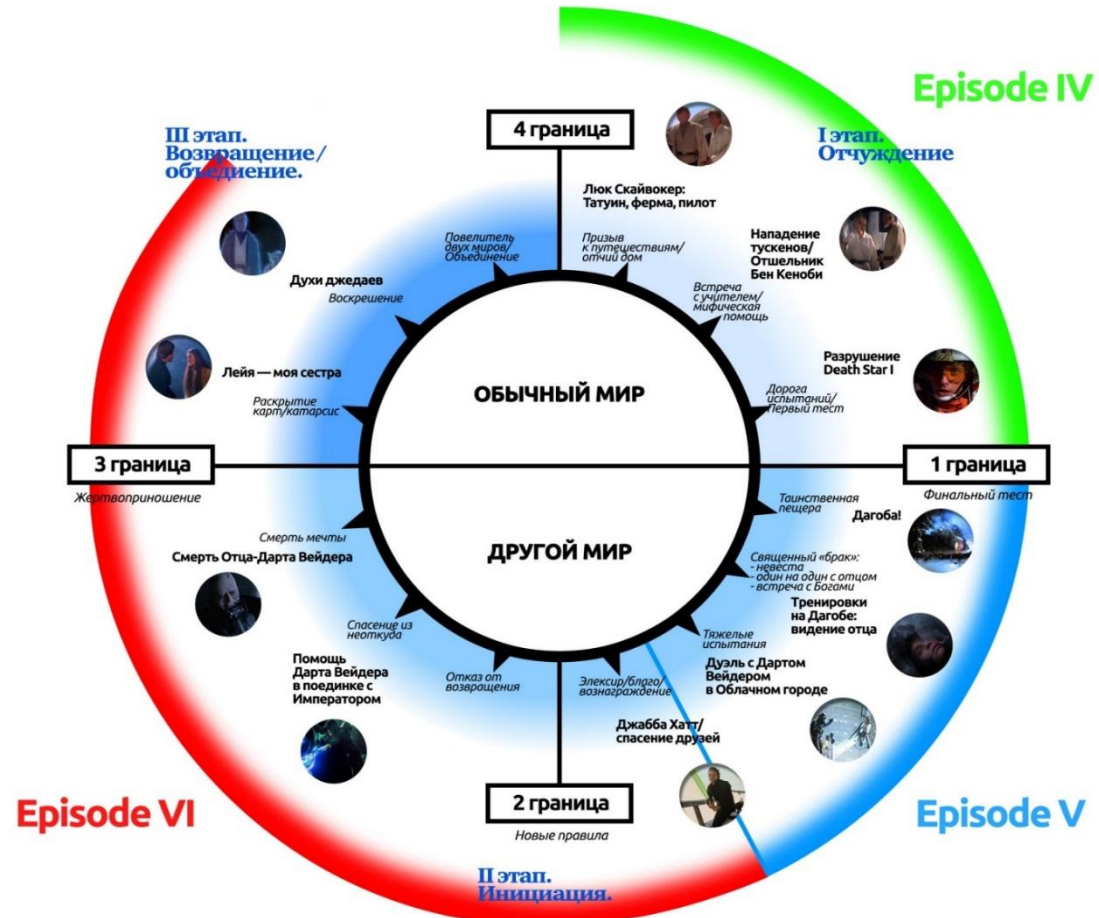 Episode IV
4 граница
I этап.
Отчуждение
Люк Скайвокер:
Татуин, ферма, пилот
Призыв
к путешествиям/
отчий дом
Нападение
тускенов/
Отшельник
Бен Кеноби
Встреча
с учителем/
мифическая
помощь
Разрушение
Death Star I
Дорога
испытаний/
Первый тест
1 граница
Финальный тест
Таинственная
пещера
Дагоба!
Священный «брак»:
- невеста
- один на один с отцом
- встреча с Богами
Тренировки
на Дагобе:
видение отца
Тяжелые
испытания
Дуэль с Дартом
Вейдером
в Облачном городе
Episode V
Элексир/благо/
вознаграждение
Джабба Хатт/
спасение друзей
2 граница
Новые правила
II этап.
Инициация.
Отказ от
возвращения
Спасение из
неоткуда
Помощь
Дарта Вейдера
в поединке с
Императором
Episode VI
Смерть мечты
Смерть Отца-Дарта Вейдера
3 граница
Жертвоприношение
Раскрытие
карт/катарсис
Лейя — моя сестра
Воскрешение
Духи джедаев
III этап.
Возвращение/
объедиение.
Повелитель
двух миров/
Объединение
ОБЫЧНЫЙ МИР
ДРУГОЙ МИР